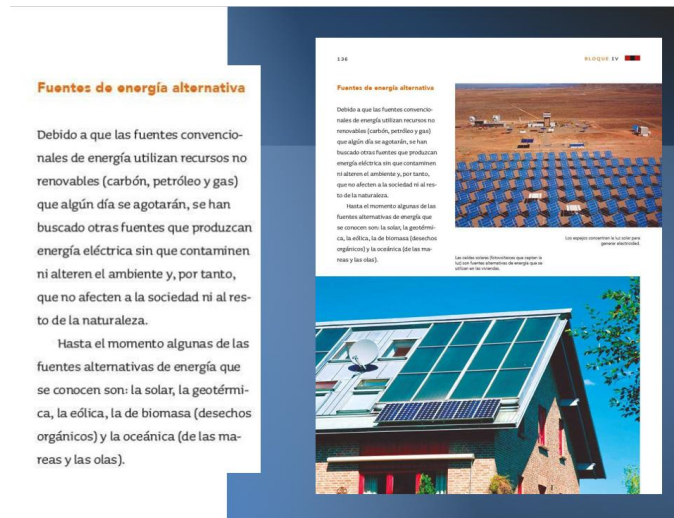 Fuentes de energía alternativa
Debido a que las fuentes convencio-
nales de energía utilizan recursos no
renovables (carbón, petróleo y gas)
que algún día se agotarán, se han
buscado otras fuentes que produzcan
energía eléctrica sin que contaminen
ni alteren el ambiente y, por tanto,
que no afecten a la sociedad ni al res-
to de la naturaleza.
Hasta el momento algunas de las
fuentes alternativas de energía que
se conocen son: la solar, la geotérmi-
ca, la eólica, la de biomasa (desechos
orgánicos) y la oceánica (de las ma-
reas y las olas).
138
BLOQUE IV
Fuentes de energía alternativa
Debido a que las fuentes convencio-
nales de energía utilizan recursos no
renovables (carbón, petróleo y gas)
que algún día se agotarán, se han
buscado otras fuentes que produzcan
energía eléctrica sin que contaminen
ni alteren el ambiente y, por tanto,
que no afecten a la sociedad ni al res-
to de la naturaleza.
Hasta el momento algunas de las
fuentes alternativas de energía que
se conocen son: la solar, la geotérmi-
ca, la eólica, la de biomasa (desechos
orgánicos) y la oceánica (de las ma-
reas y las olas).
Los espejos concentran la luz solar para
generar electricidad.
Las celdas solares (fotovoltaicas que captan la
luz) son fuentes alternativas de energía que se
utilizan en las viviendas.